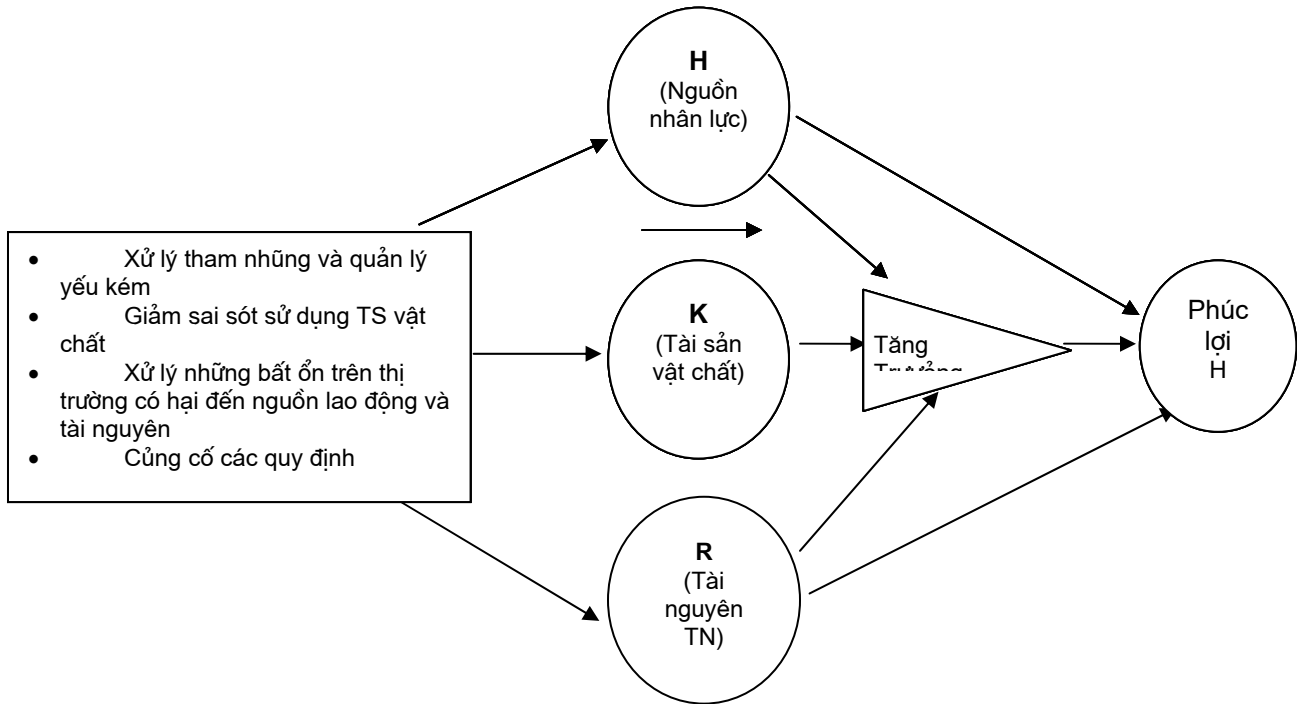 H
(Nguồn
nhân lực)
• Xử lý tham nhũng và quản lý
yếu kém
• Giảm sai sót sử dụng TS vật
chất
• Xử lý những bất ổn trên thị
trường có hại đến nguồn lao động và
tài nguyên
• Củng cố các quy định
K
(Tài sản
vật chất)
Tăng
Trưởng
Phúc
lợi
H
R
(Tài
nguyên
TN)